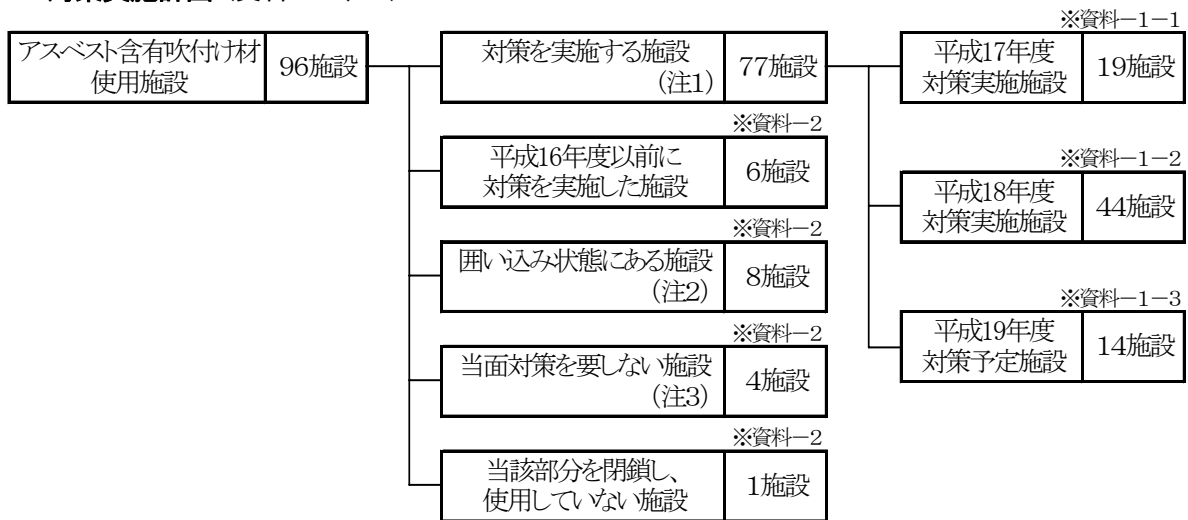 ※資料－1－1
アスベスト含有吹付け材
使用施設
96施設
対策を実施する施設
(注1)
77施設
平成17年度
対策実施施設
19施設
※資料－2
平成16年度以前に
対策を実施した施設
6施設
※資料－1－2
平成18年度
対策実施施設
44施設
※資料－2
囲い込み状態にある施設
(注2)
8施設
※資料－1－3
平成19年度
対策予定施設
14施設
※資料－2
当面対策を要しない施設
(注3)
4施設
※資料－2
当該部分を閉鎖し、
使用していない施設
1施設